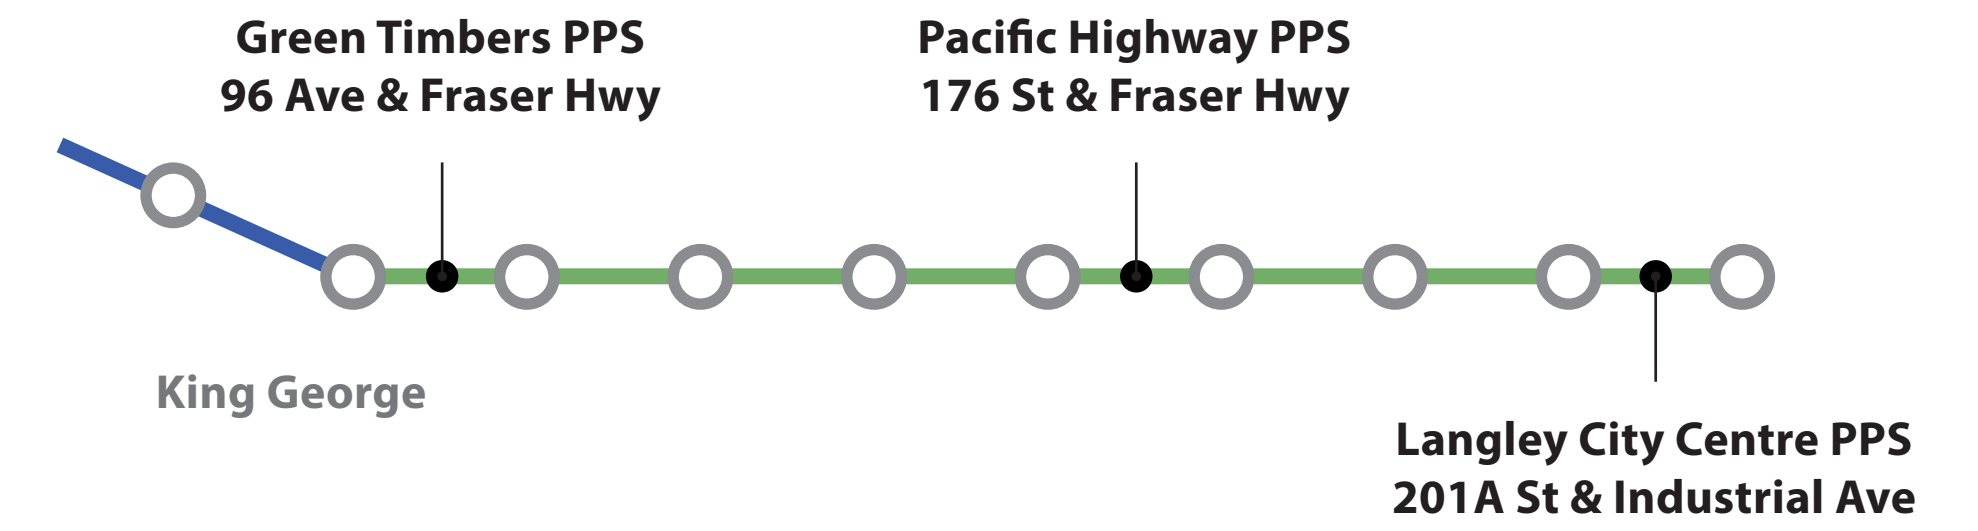 Green Timbers PPS
96 Ave & Fraser Hwy
Pacific Highway PPS
176 St & Fraser Hwy
King George
Langley City Centre PPS
201A St & Industrial Ave